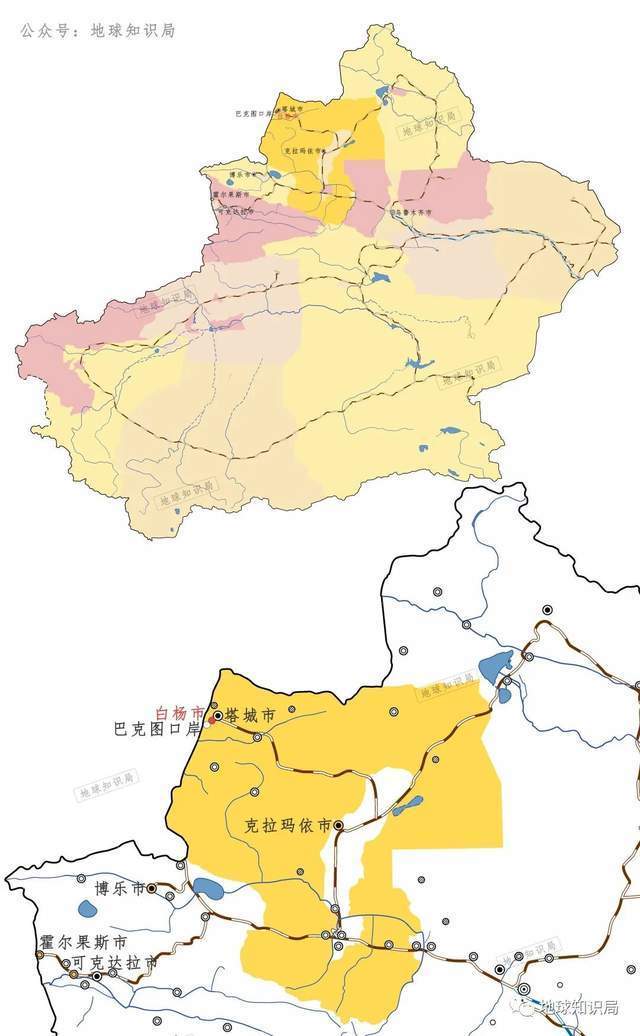 公众号：地球知识局
地球知识局
塔城市
巴克图口岸
白杨市
克拉玛依市
博乐市
霍尔果斯市
可克达拉市
乌鲁木齐市
地球知识局
地球知识局
地球知识局
地球知识局
白杨市
塔城市
巴克图口岸
地球知识局
克拉玛依市
博乐市
霍尔果斯市
可克达拉市
地球知识局
地球知识局